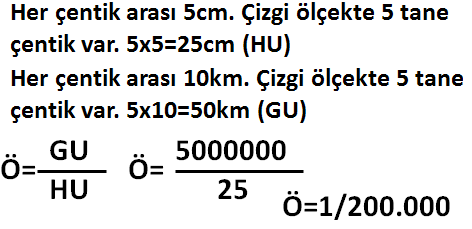 Her çentik arası 5cm. Çizgi ölçekte 5 tane
çentik var. 5x5=25cm (HU)
Her çentik arası 10km. Çizgi ölçekte 5 tane
çentik var. 5x10=50km (GU)
Ö=GU/HU Ö=5000000/25 Ö=1/200.000